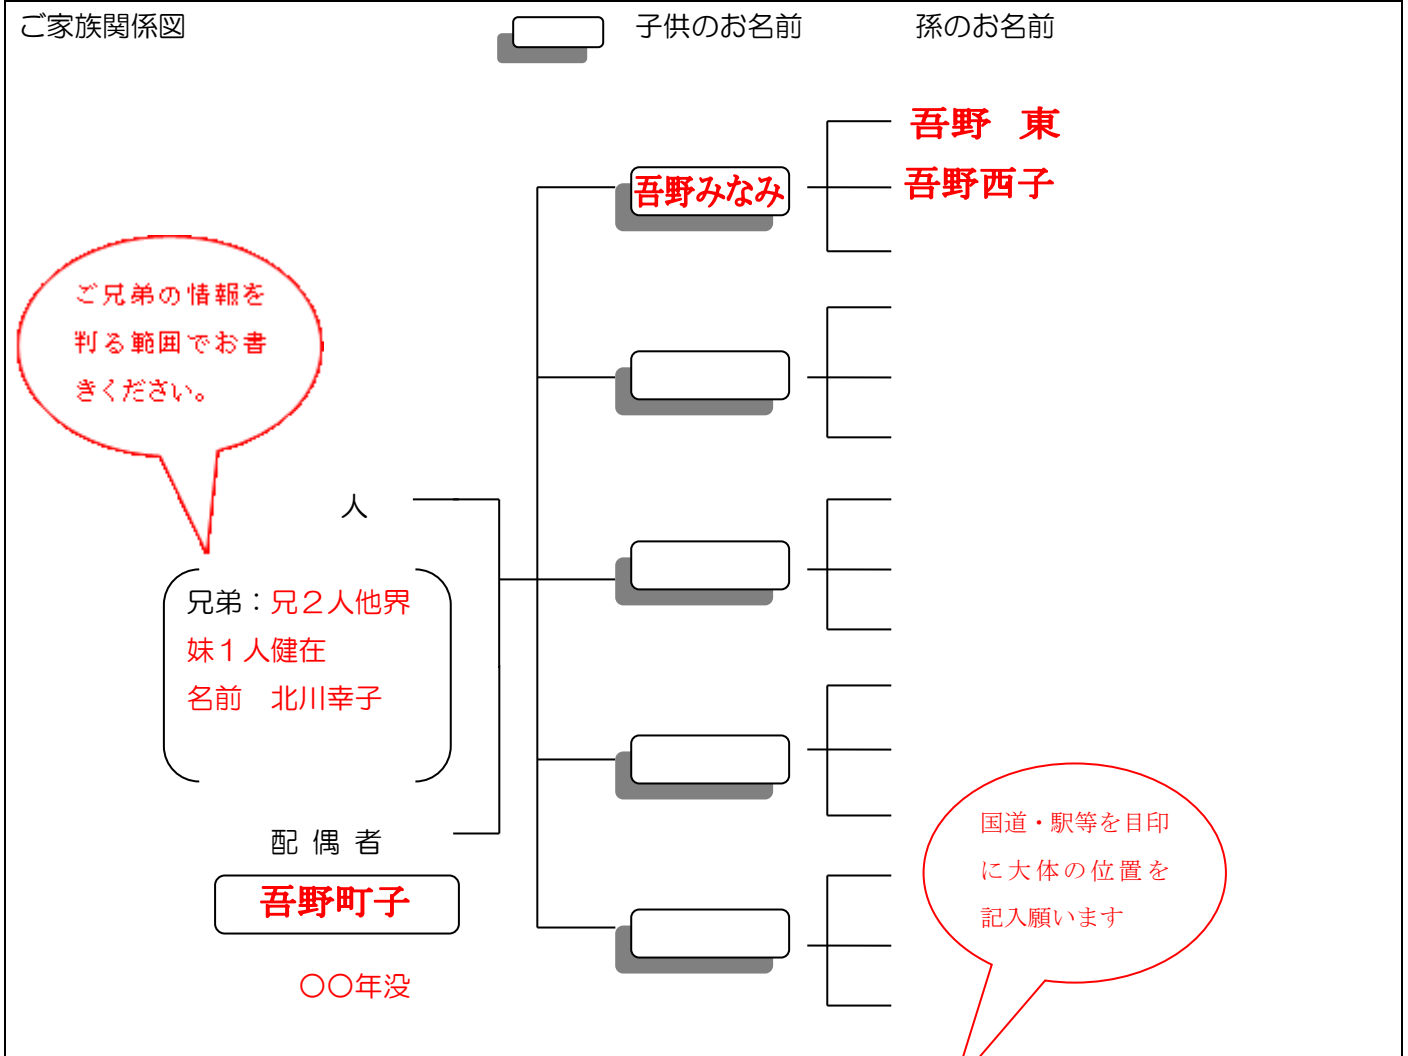 ご家族関係図 子供のお名前 孫のお名前
吾野 東
吾野みなみ 吾野西子
ご兄弟の情報を
判る範囲でお書
きください。
人
兄弟：兄２人他界
妹１人健在
名前 北川幸子
配偶者
吾野町子
〇〇年没
国道・駅等を目印
に大体の位置を
記入願います